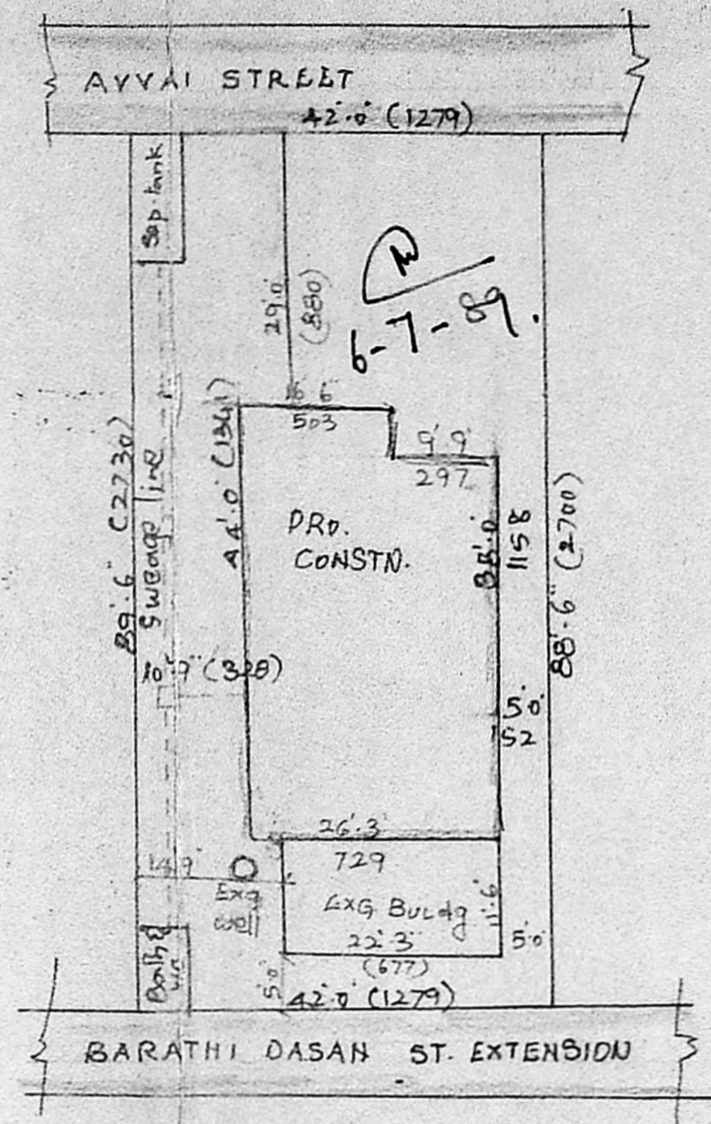 AVVAI STREET
42'.0" (1279)
Sep.tank
29'.0"
(880)
6-7-89.
6"
503
9'.9"
297
89'.6" (2730)
Sweage line
44'.0" (1341)
PRO.
CONSTN.
38'.0"
1158
88'.6" (2700)
10'.9" (328)
5'.0"
152
26'.3"
729
14'.9"
Exg
well
ExG Buldg
11'.6"
22'.3"
(677)
5'.0"
5'.0"
42'.0" (1279)
BARATHI DASAN ST. EXTENSION